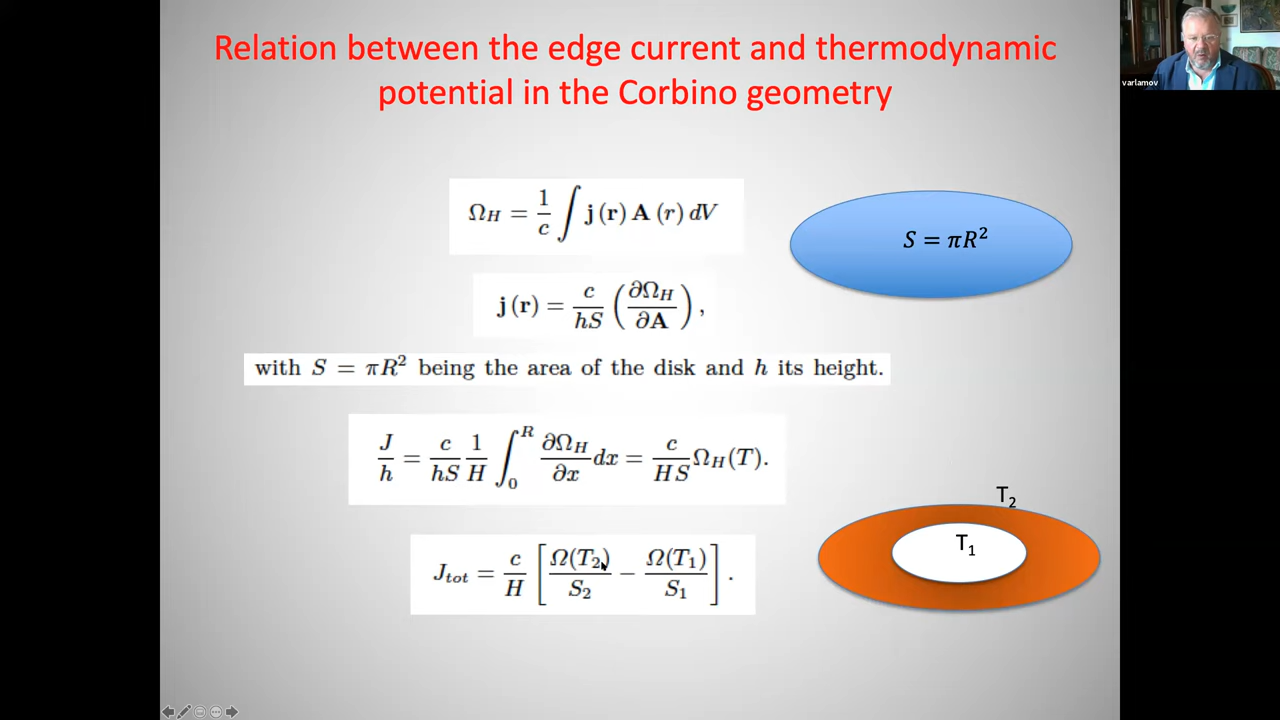 Relation between the edge current and thermodynamic
potential in the Corbino geometry
varlamov
Ω_H = 1/c ∫ j (r) A (r) dV
S = πR²
j (r) = c/hS (∂Ω_H/∂A) ,
with S = πR² being the area of the disk and h its height.
J/h = c/hS 1/H ∫₀ᴿ ∂Ω_H/∂x dx = c/HS Ω_H(T).
T₂
T₁
J_tot = c/H [Ω(T₂)/S₂ − Ω(T₁)/S₁] .